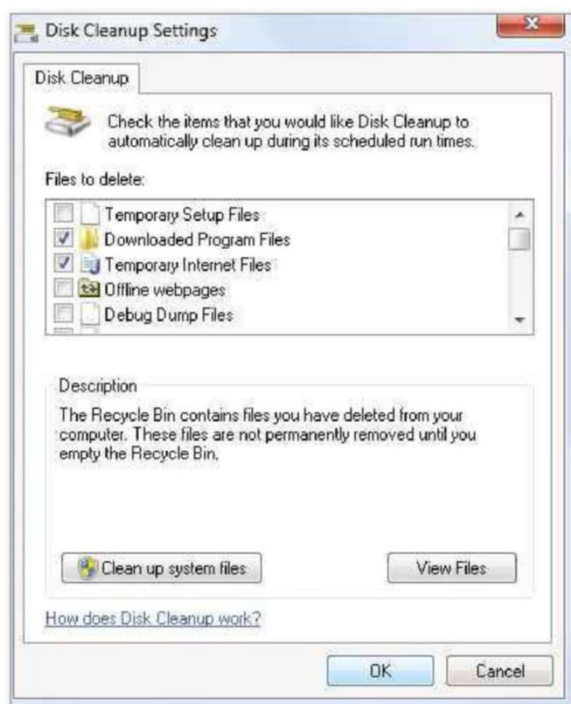 Disk Cleanup Settings
Disk Cleanup
Check the items that you would like Disk Cleanup to
automatically clean up during its scheduled run times.
Files to delete:
Temporary Setup Files
Downloaded Program Files
Temporary Internet Files
Offline webpages
Debug Dump Files
Description
The Recycle Bin contains files you have deleted from your
computer. These files are not permanently removed until you
empty the Recycle Bin.
Clean up system files
View Files
How does Disk Cleanup work?
OK
Cancel